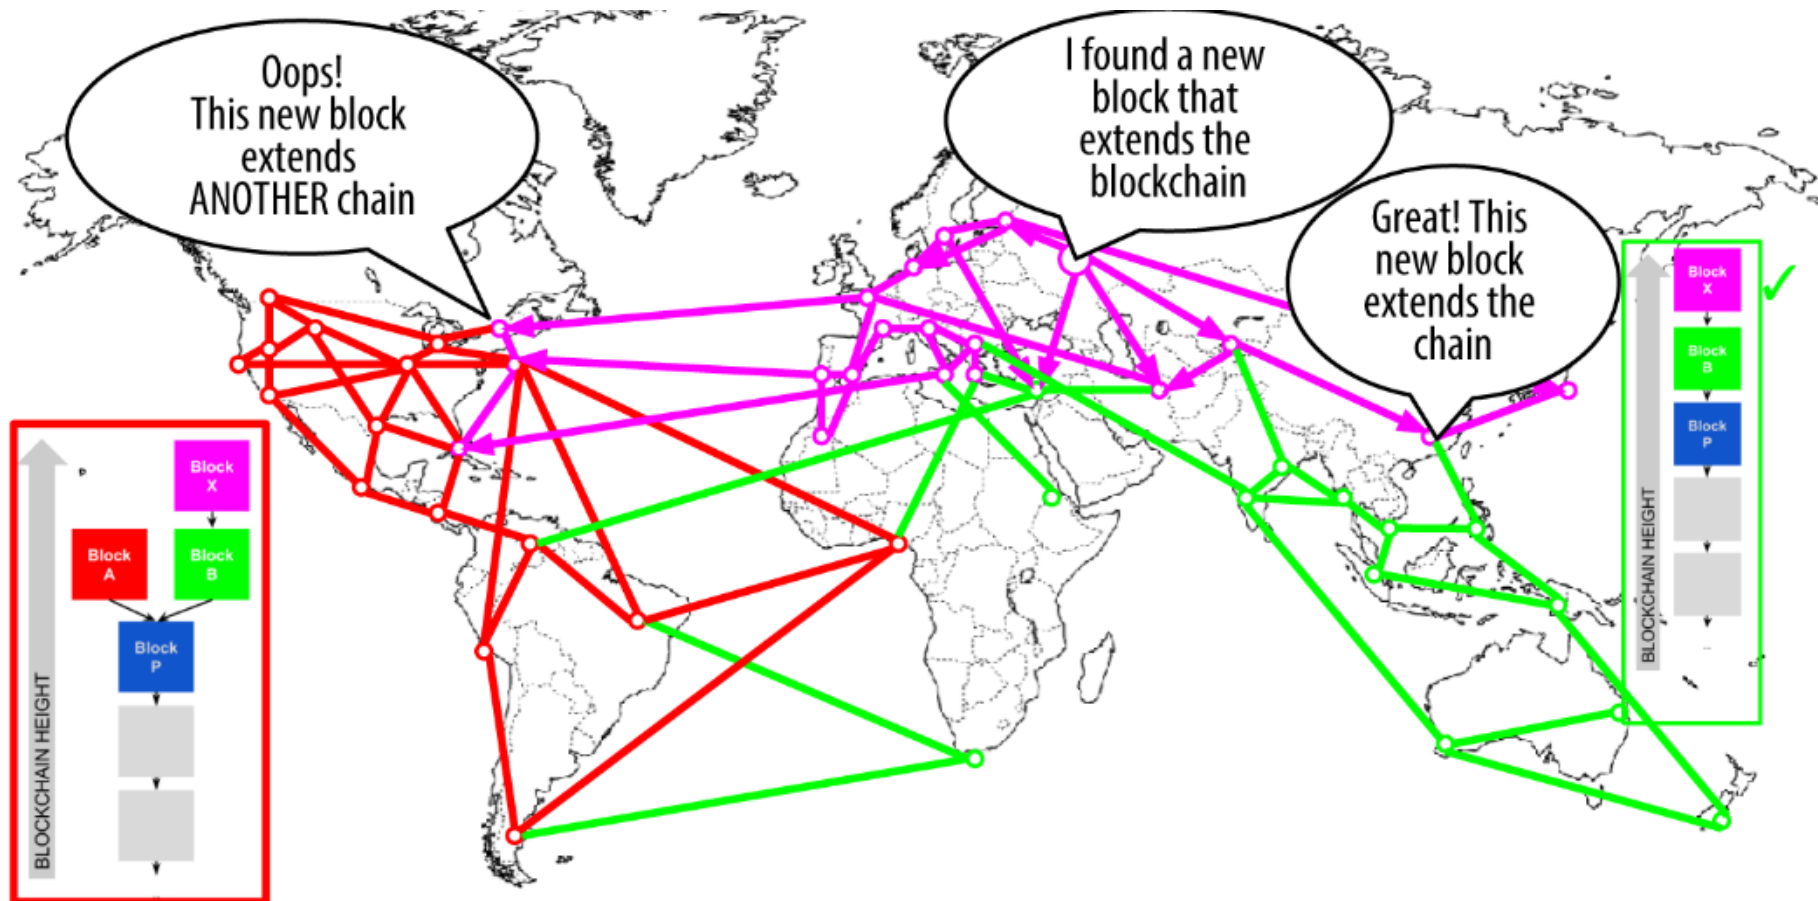 Oops!
This new block
extends
ANOTHER chain
I found a new
block that
extends the
blockchain
Great! This
new block
extends the
chain
BLOCKCHAIN HEIGHT
Block
X
Block
A
Block
B
Block
P
BLOCKCHAIN HEIGHT
Block
X
Block
B
Block
P